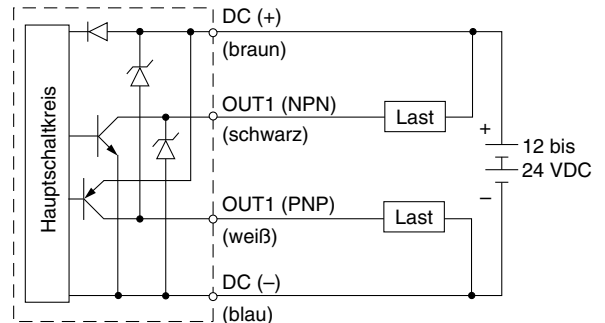 DC (+)
(braun)
OUT1 (NPN)
(schwarz)
Last
Hauptschaltkreis
+
12 bis
24 VDC
–
OUT1 (PNP)
(weiß)
Last
DC (–)
(blau)